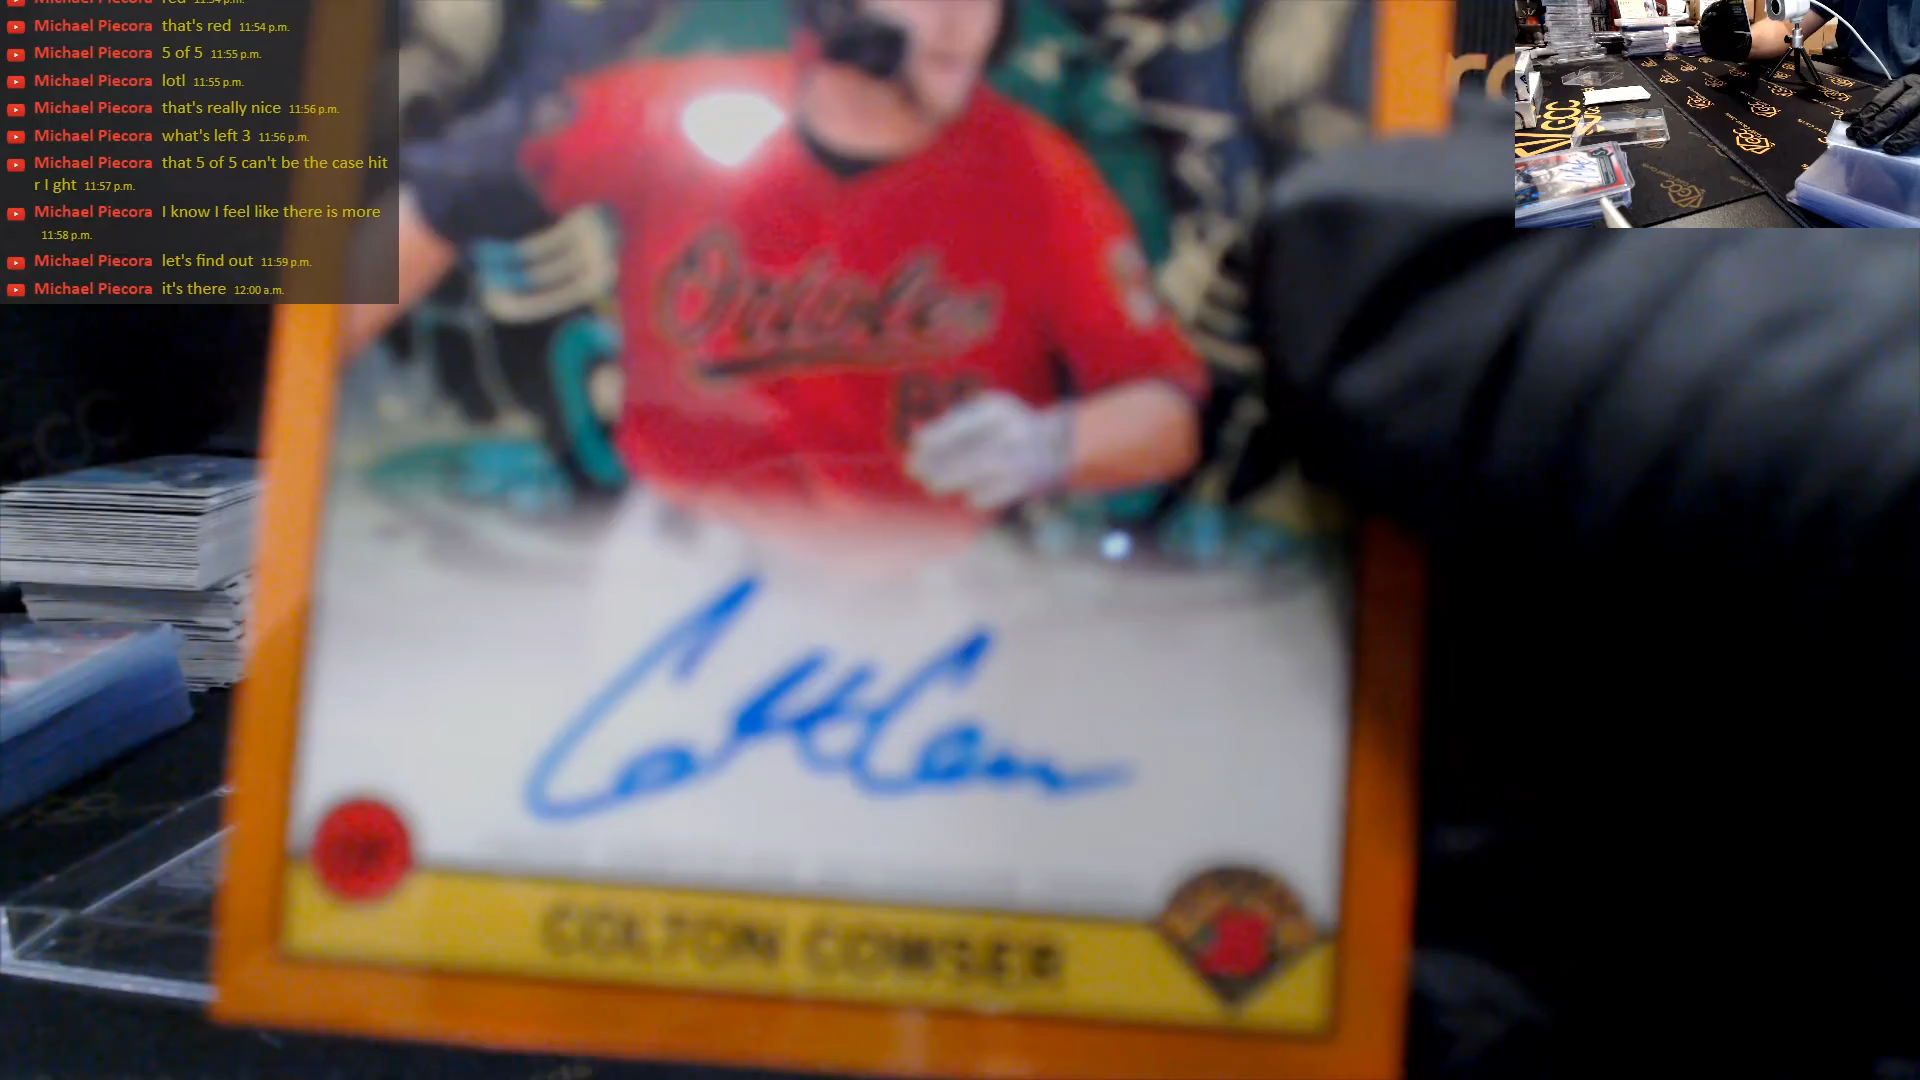 Michael Piecora red 11:54 p.m.
Michael Piecora that's red 11:54 p.m.
Michael Piecora 5 of 5 11:55 p.m.
Michael Piecora lotl 11:55 p.m.
Michael Piecora that's really nice 11:56 p.m.
Michael Piecora what's left 3 11:56 p.m.
Michael Piecora that 5 of 5 can't be the case hit
r I ght 11:57 p.m.
Michael Piecora I know I feel like there is more
11:58 p.m.
Michael Piecora let's find out 11:59 p.m.
Michael Piecora it's there 12:00 a.m.
Orioles
Colt Cow
COLTON COWSER
GCC